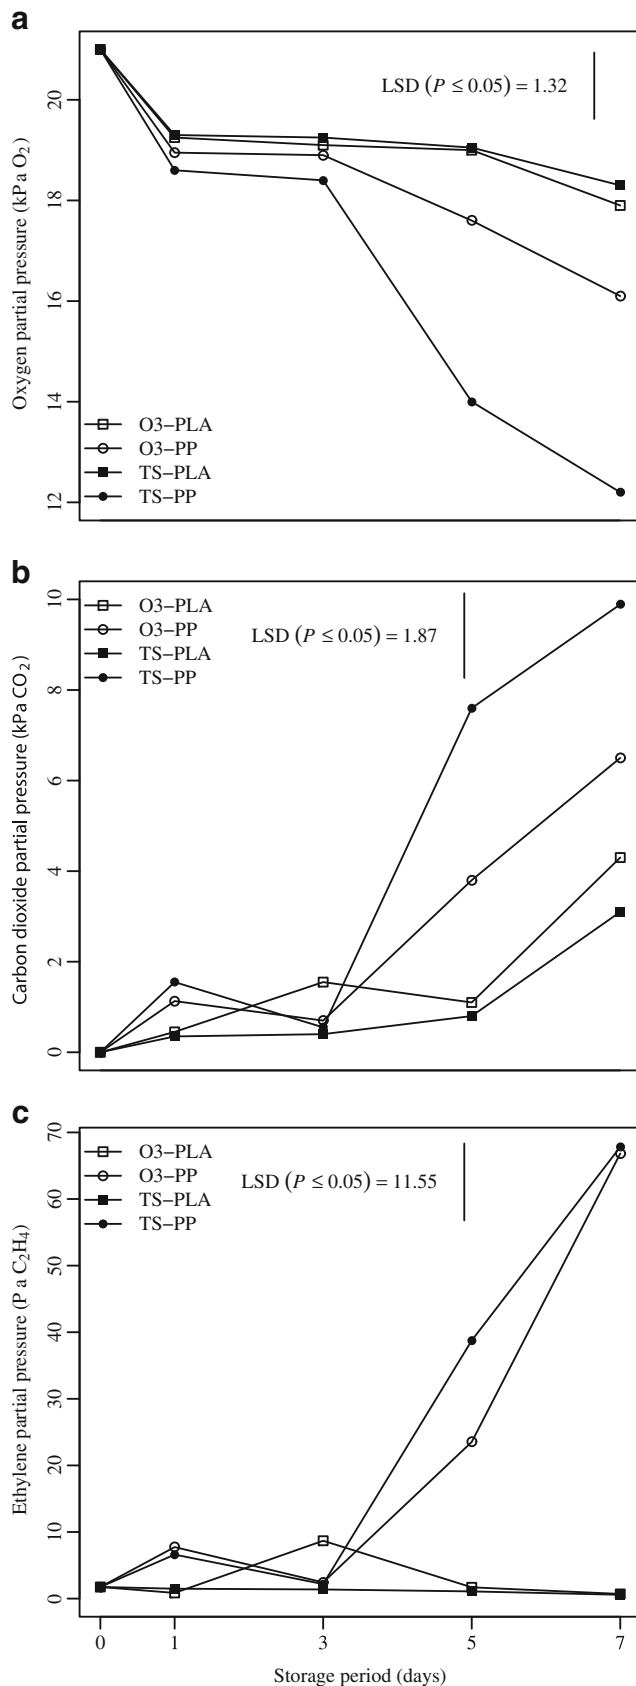 a
LSD (P ≤ 0.05) = 1.32
Oxygen partial pressure (kPa O₂)
20
18
16
14
12
O3−PLA
O3−PP
TS−PLA
TS−PP
b
LSD (P ≤ 0.05) = 1.87
Carbon dioxide partial pressure (kPa CO₂)
10
8
6
4
2
0
O3−PLA
O3−PP
TS−PLA
TS−PP
c
LSD (P ≤ 0.05) = 11.55
Ethylene partial pressure (P a C₂H₄)
70
60
50
40
30
20
10
0
O3−PLA
O3−PP
TS−PLA
TS−PP
0 1 3 5 7
Storage period (days)